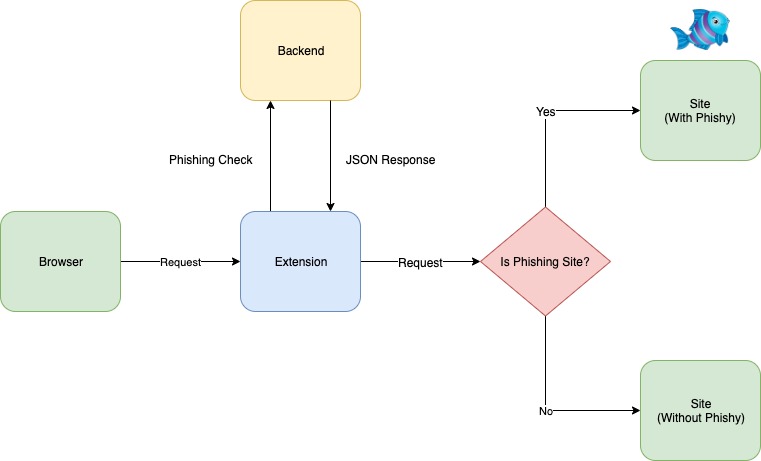 Backend
Phishing Check
JSON Response
Browser
Request
Extension
Request
Is Phishing Site?
Yes
Site
(With Phishy)
No
Site
(Without Phishy)